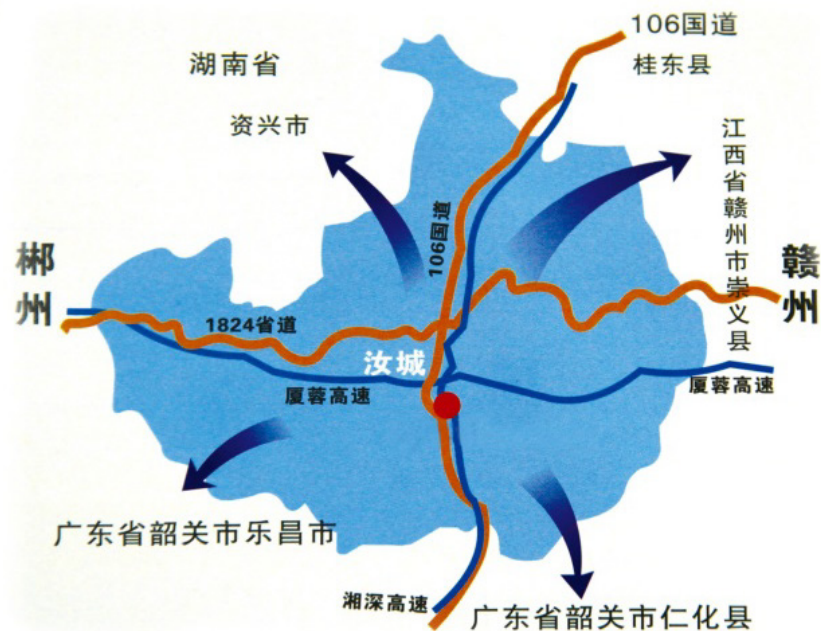 106国道
湖南省
桂东县
资兴市
江西省赣州市崇义县
106国道
郴州
赣州
1824省道
汝城
厦蓉高速
厦蓉高速
广东省韶关市乐昌市
湘深高速
广东省韶关市仁化县